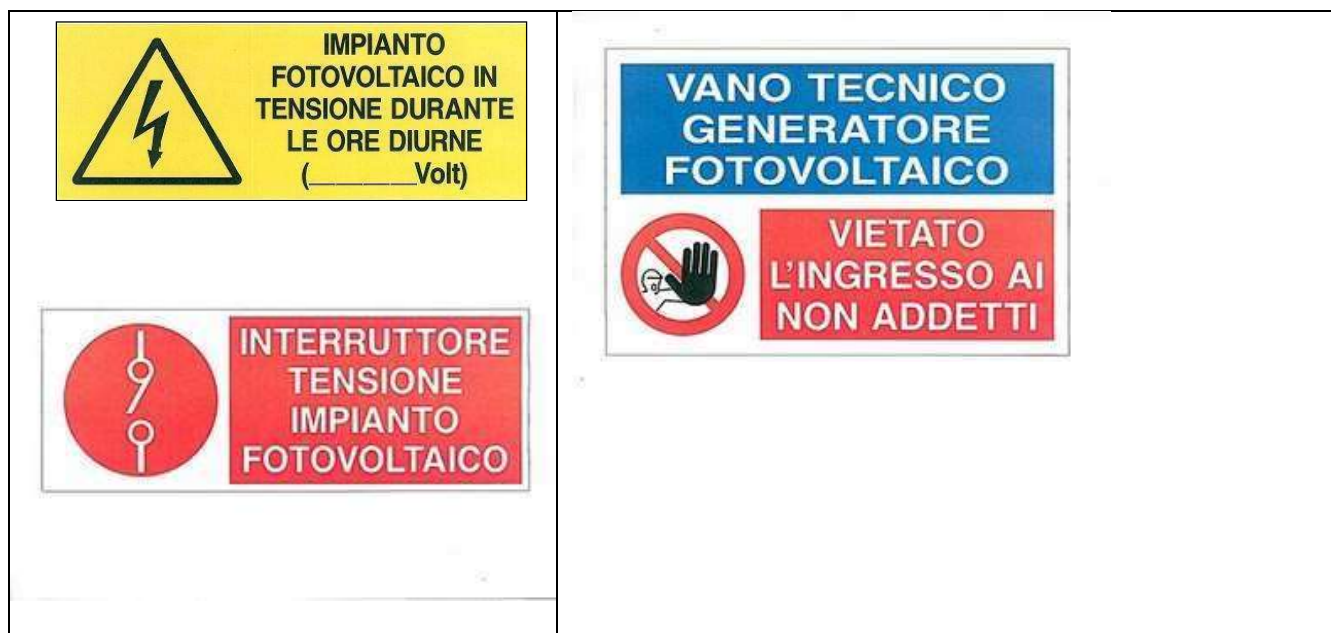 IMPIANTO
FOTOVOLTAICO IN
TENSIONE DURANTE
LE ORE DIURNE
(_______Volt)
INTERRUTTORE
TENSIONE
IMPIANTO
FOTOVOLTAICO
VANO TECNICO
GENERATORE
FOTOVOLTAICO
VIETATO
L'INGRESSO AI
NON ADDETTI